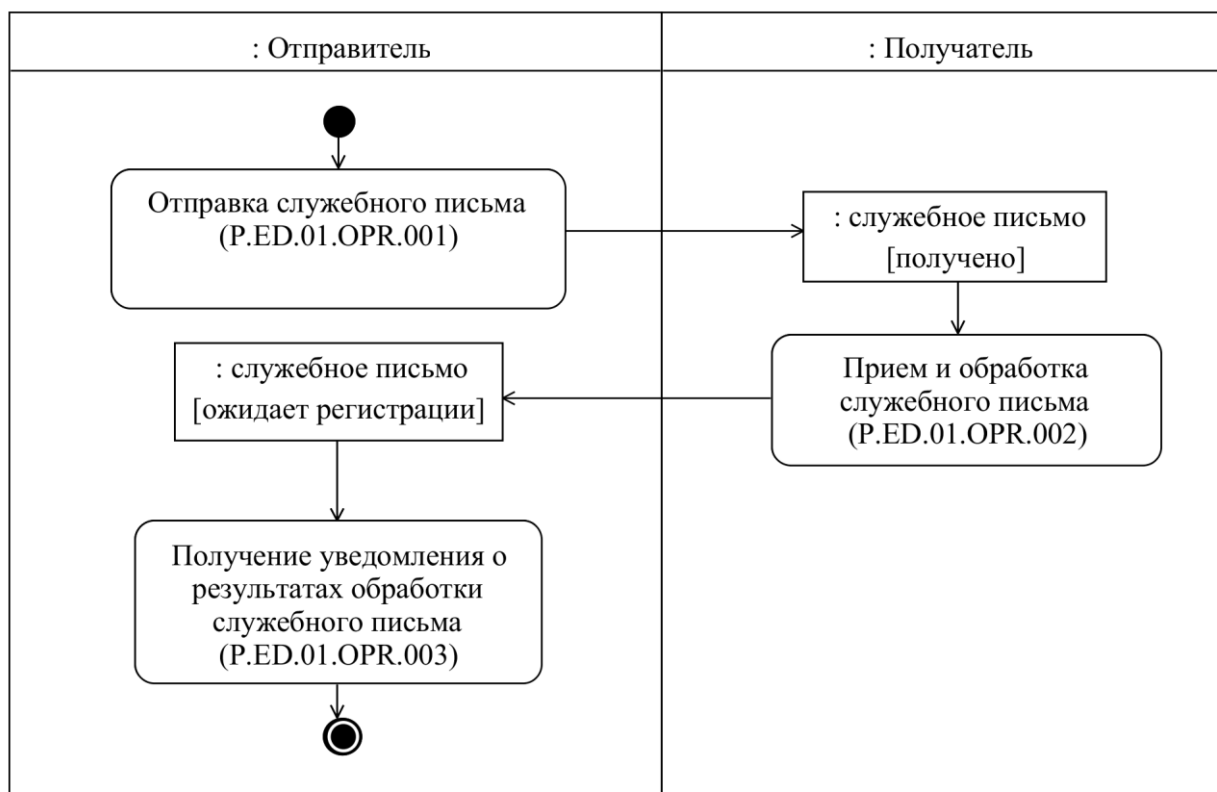 : Отправитель
: Получатель
Отправка служебного письма
(P.ED.01.OPR.001)
: служебное письмо
[получено]
Прием и обработка
служебного письма
(P.ED.01.OPR.002)
: служебное письмо
[ожидает регистрации]
Получение уведомления о
результатах обработки
служебного письма
(P.ED.01.OPR.003)